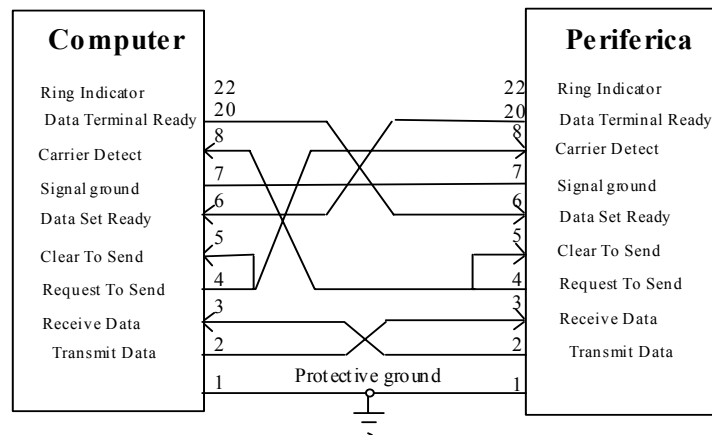 Computer
Periferica
Ring Indicator 22
22 Ring Indicator
Data Terminal Ready 20
20 Data Terminal Ready
Carrier Detect 8
8 Carrier Detect
Signal ground 7
7 Signal ground
Data Set Ready 6
6 Data Set Ready
Clear To Send 5
5 Clear To Send
Request To Send 4
4 Request To Send
Receive Data 3
3 Receive Data
Transmit Data 2
2 Transmit Data
1 Protective ground 1